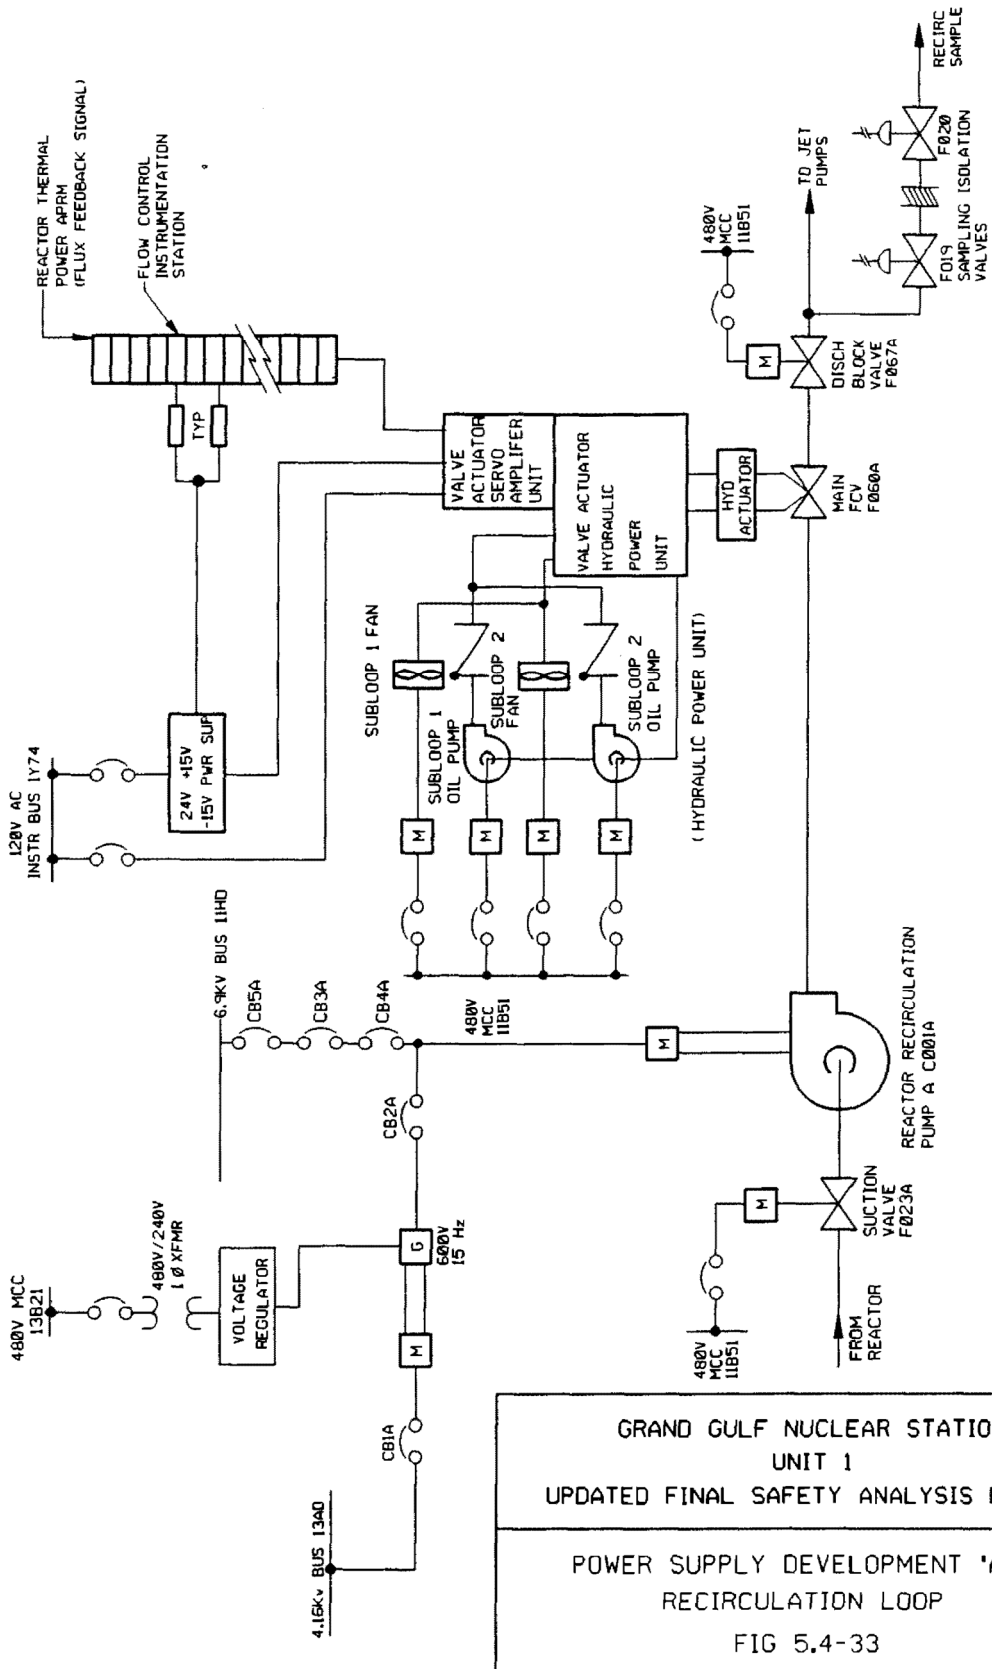 480V MCC
13B21
480V/240V
1 Ø XFMR
VOLTAGE
REGULATOR
4.16Kv BUS 13AD
CB1A
M
G
600V
15 Hz
CB2A
6.9KV BUS 11HD
CB5A
CB3A
CB4A
120V AC
INSTR BUS 1Y74
24V +15V
-15V PWR SUP
TYP
REACTOR THERMAL
POWER APRM
(FLUX FEEDBACK SIGNAL)
FLOW CONTROL
INSTRUMENTATION
STATION
480V
MCC
11B51
M
M
M
M
SUBLOOP 1 FAN
SUBLOOP 1
OIL PUMP
SUBLOOP 2
FAN
SUBLOOP 2
OIL PUMP
VALVE
ACTUATOR
SERVO
AMPLIFER
UNIT
VALVE ACTUATOR
HYDRAULIC
POWER
UNIT
(HYDRAULIC POWER UNIT)
HYD
ACTUATOR
480V
MCC
11B51
M
FROM
REACTOR
SUCTION
VALVE
F023A
M
REACTOR RECIRCULATION
PUMP A C001A
MAIN
FCV
F060A
480V
MCC
11B51
M
DISCH
BLOCK
VALVE
F067A
TO JET
PUMPS
F019
SAMPLING ISOLATION
VALVES
F020
RECIRC
SAMPLE
GRAND GULF NUCLEAR STATIO
UNIT 1
UPDATED FINAL SAFETY ANALYSIS
POWER SUPPLY DEVELOPMENT 'A
RECIRCULATION LOOP
FIG 5.4-33